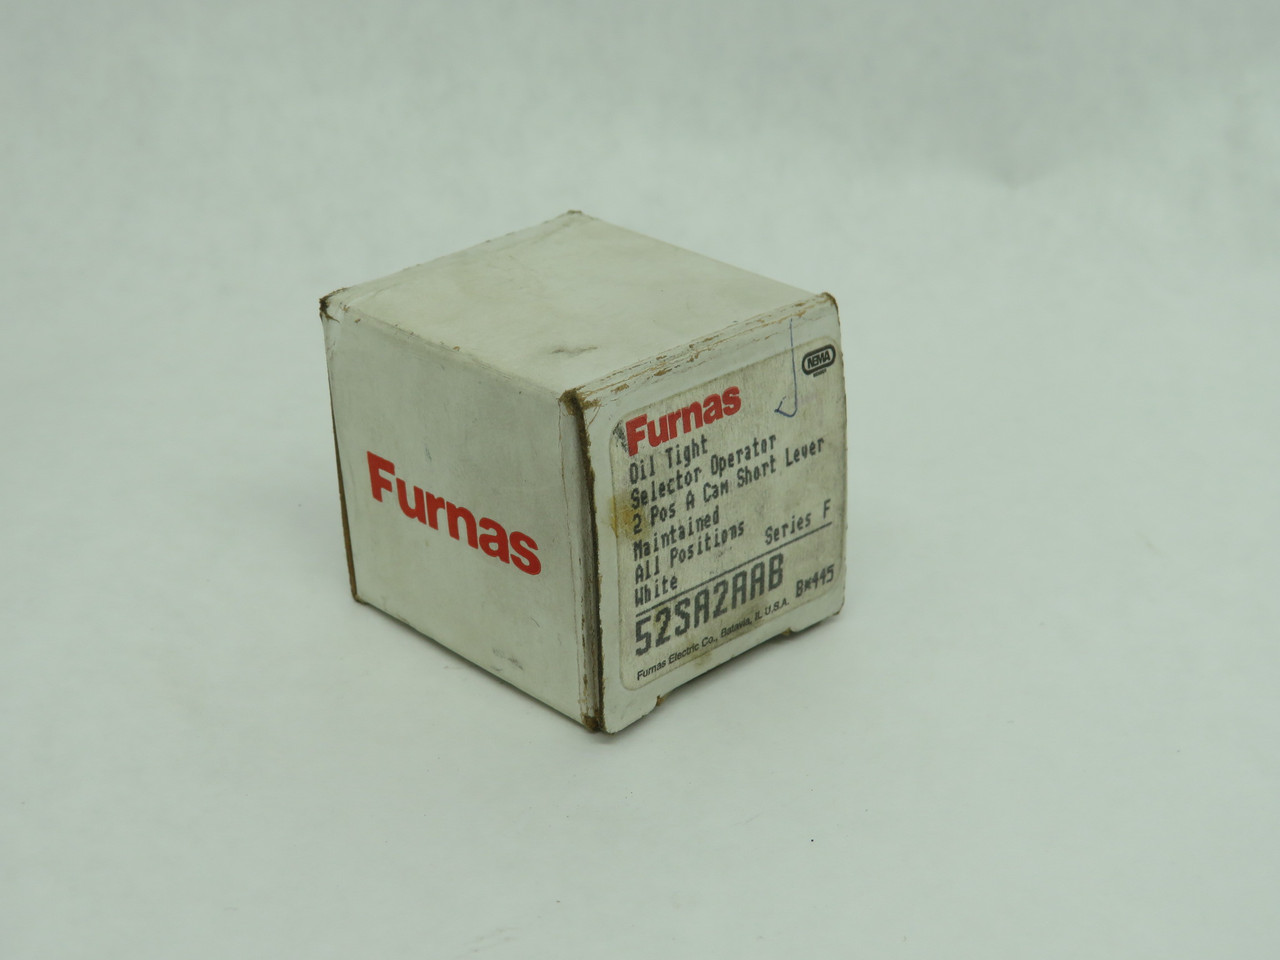 Furnas
NEMA
Furnas
Oil Tight
Selector Operator
2 Pos A Cam Short Lever
Maintained
All Positions Series F
White
52SA2AAB B*445
Furnas Electric Co., Batavia, IL U.S.A.